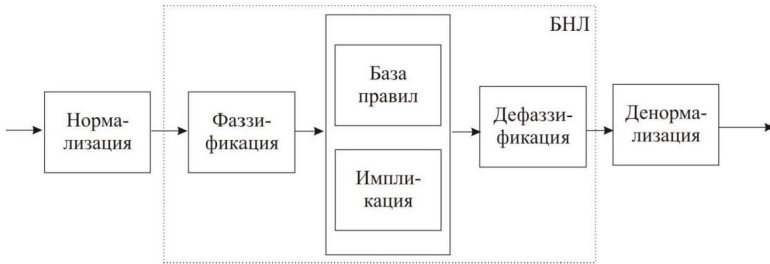 БНЛ
Норма-
лизация
Фаззи-
фикация
База
правил
Импли-
кация
Дефаззи-
фикация
Денорма-
лизация